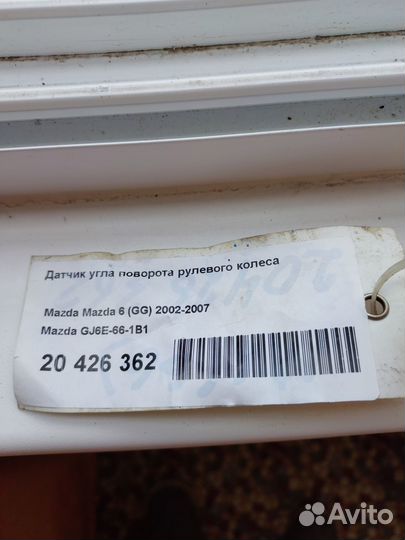 Датчик угла поворота рулевого колеса
Mazda Mazda 6 (GG) 2002-2007
Mazda GJ6E-66-1B1
20 426 362
Avito